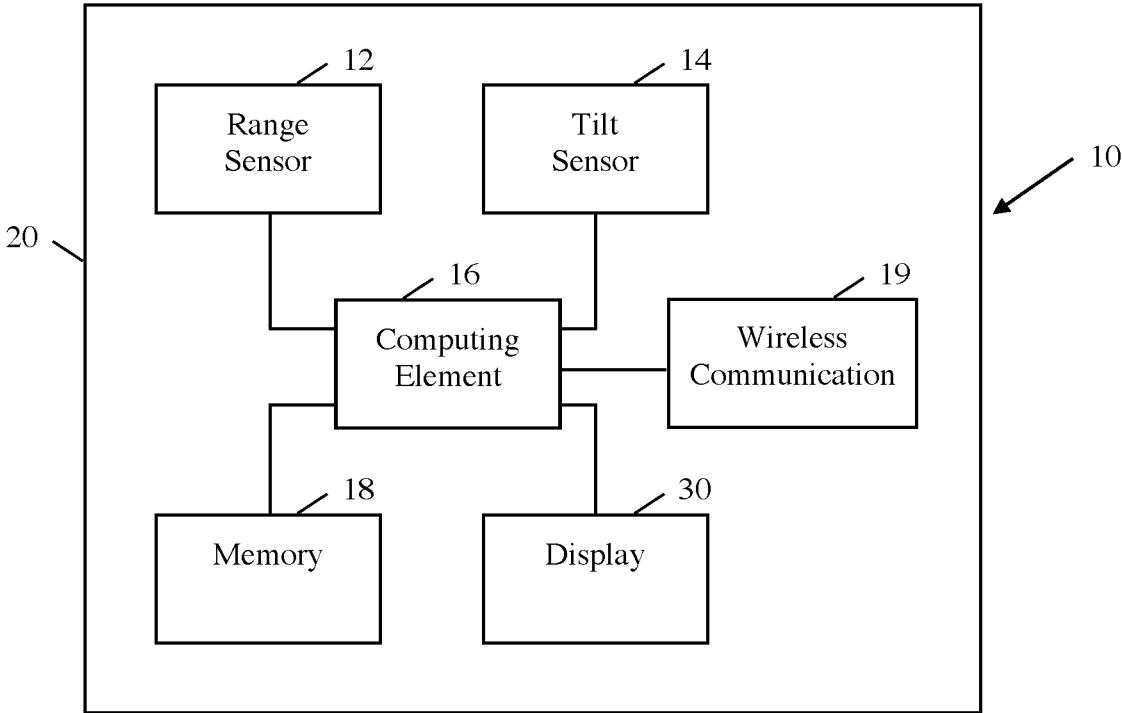 12
Range
Sensor
14
Tilt
Sensor
10
20
16
Computing
Element
19
Wireless
Communication
18
Memory
30
Display